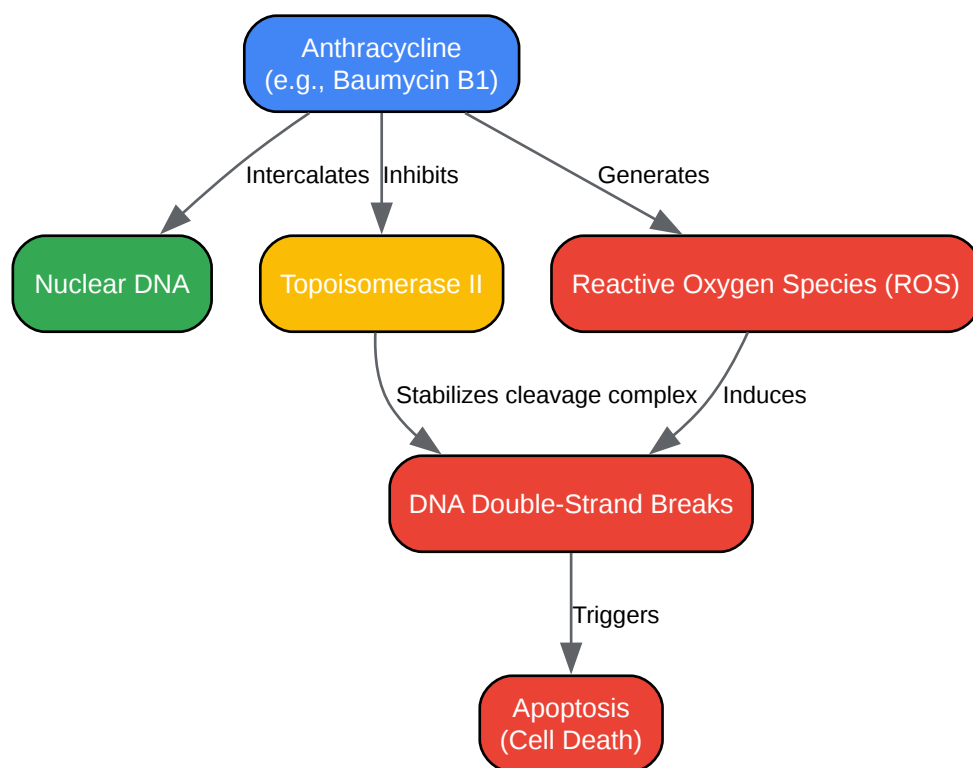 Anthracycline
(e.g., Baumycin B1)
Intercalates
Inhibits
Generates
Nuclear DNA
Topoisomerase II
Reactive Oxygen Species (ROS)
Stabilizes cleavage complex
Induces
DNA Double-Strand Breaks
Triggers
Apoptosis
(Cell Death)